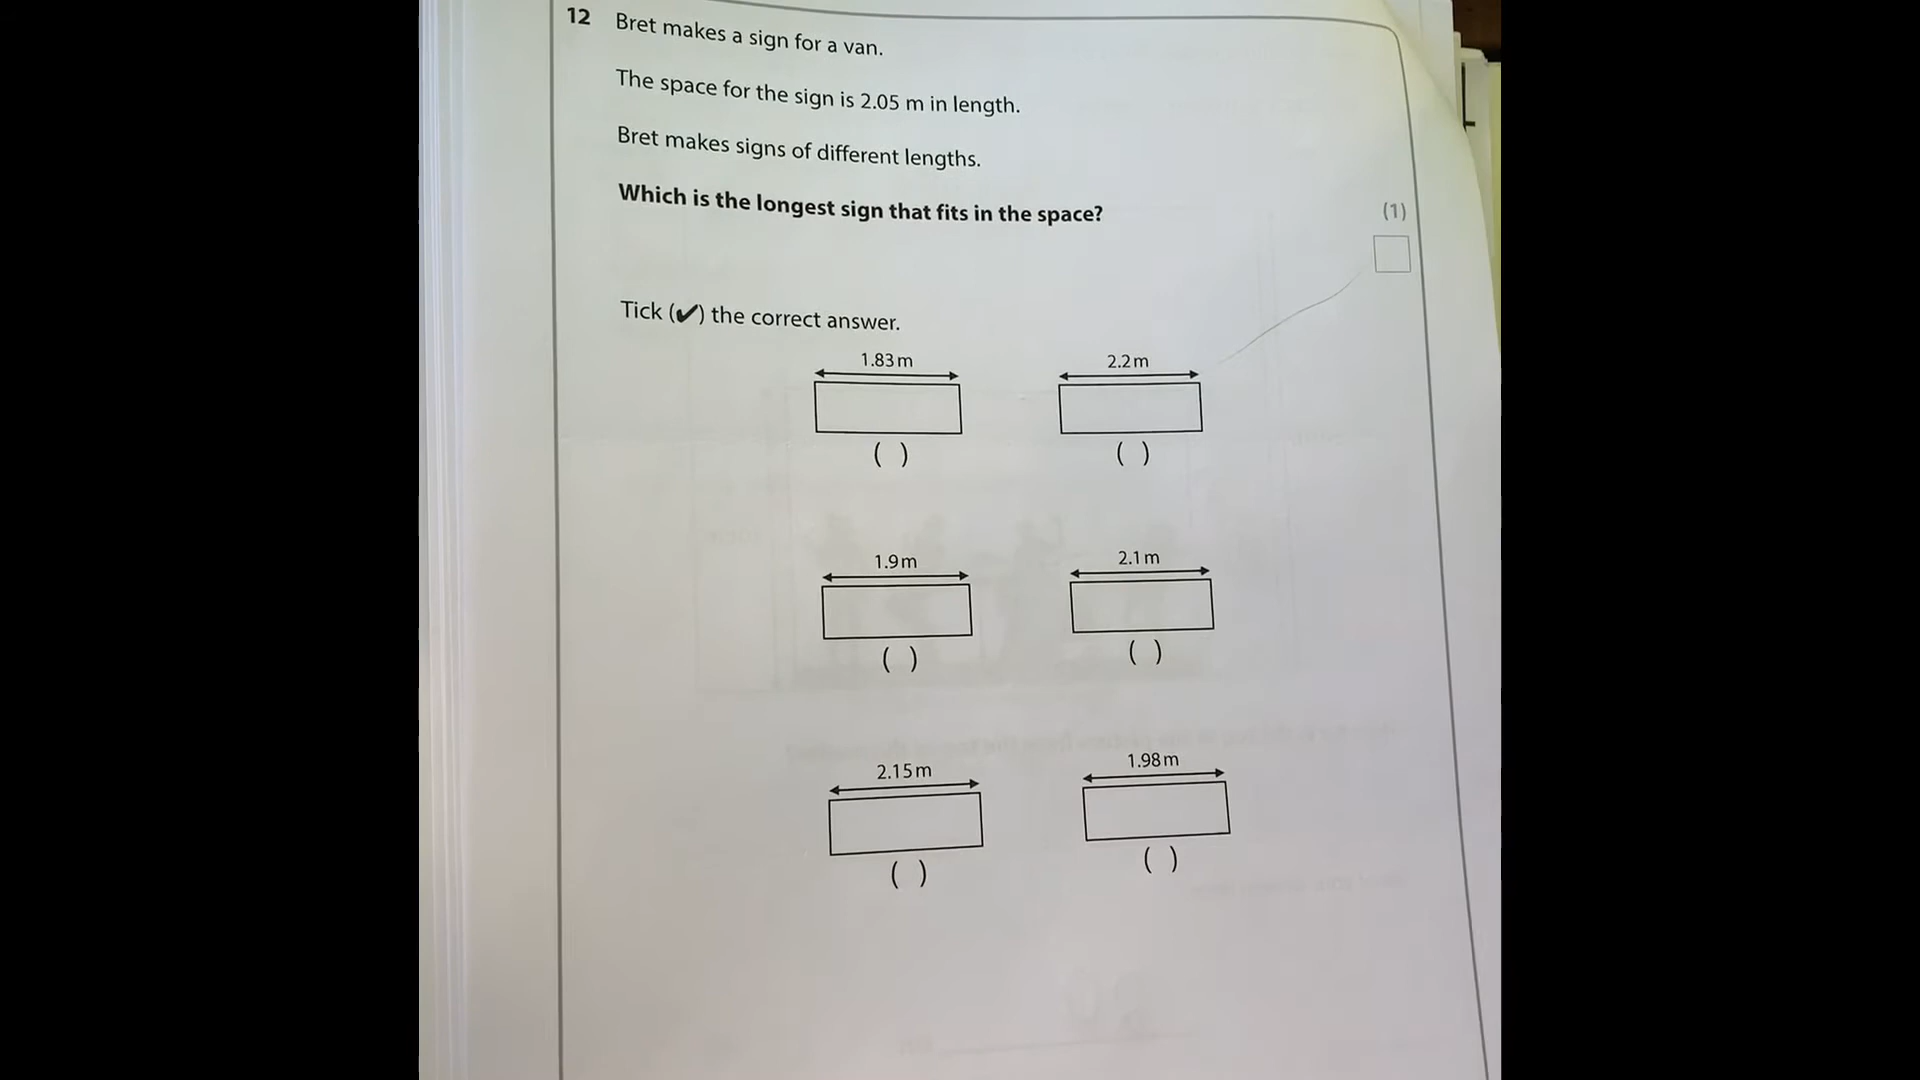 12 Bret makes a sign for a van.
The space for the sign is 2.05 m in length.
Bret makes signs of different lengths.
Which is the longest sign that fits in the space?
(1)
Tick (✔) the correct answer.
1.83 m 2.2 m
( ) ( )
1.9 m 2.1 m
( ) ( )
2.15 m 1.98 m
( ) ( )